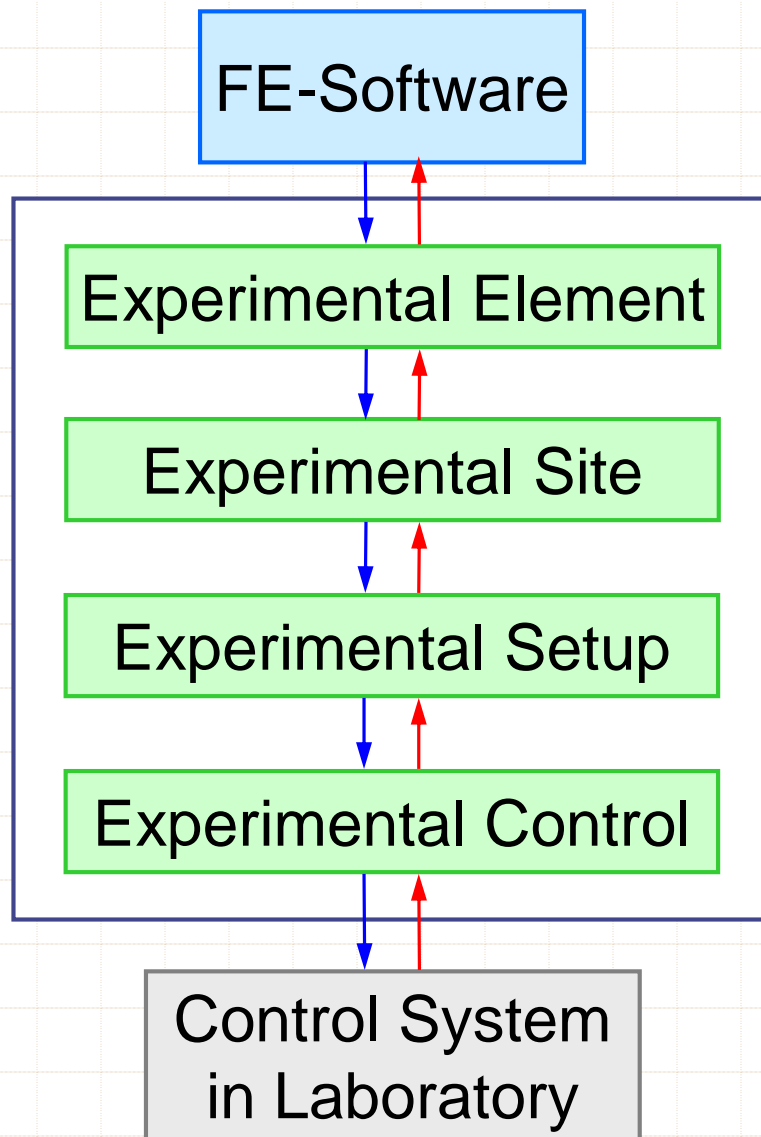 FE-Software
Experimental Element
Experimental Site
Experimental Setup
Experimental Control
Control System
in Laboratory